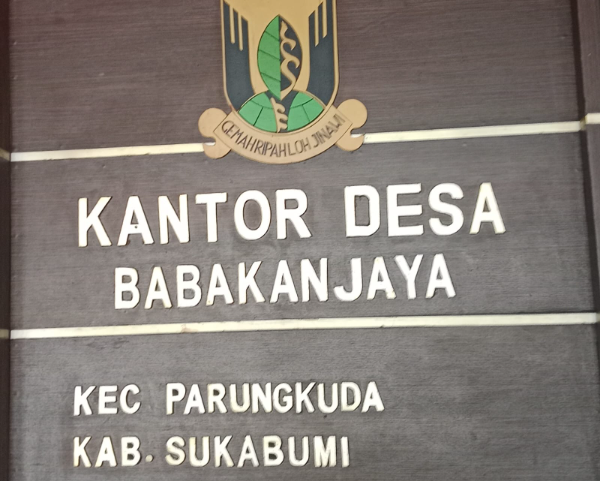 GEMAHRIPAH LOH JINAWI
KANTOR DESA
BABAKANJAYA
KEC PARUNGKUDA
KAB. SUKABUMI